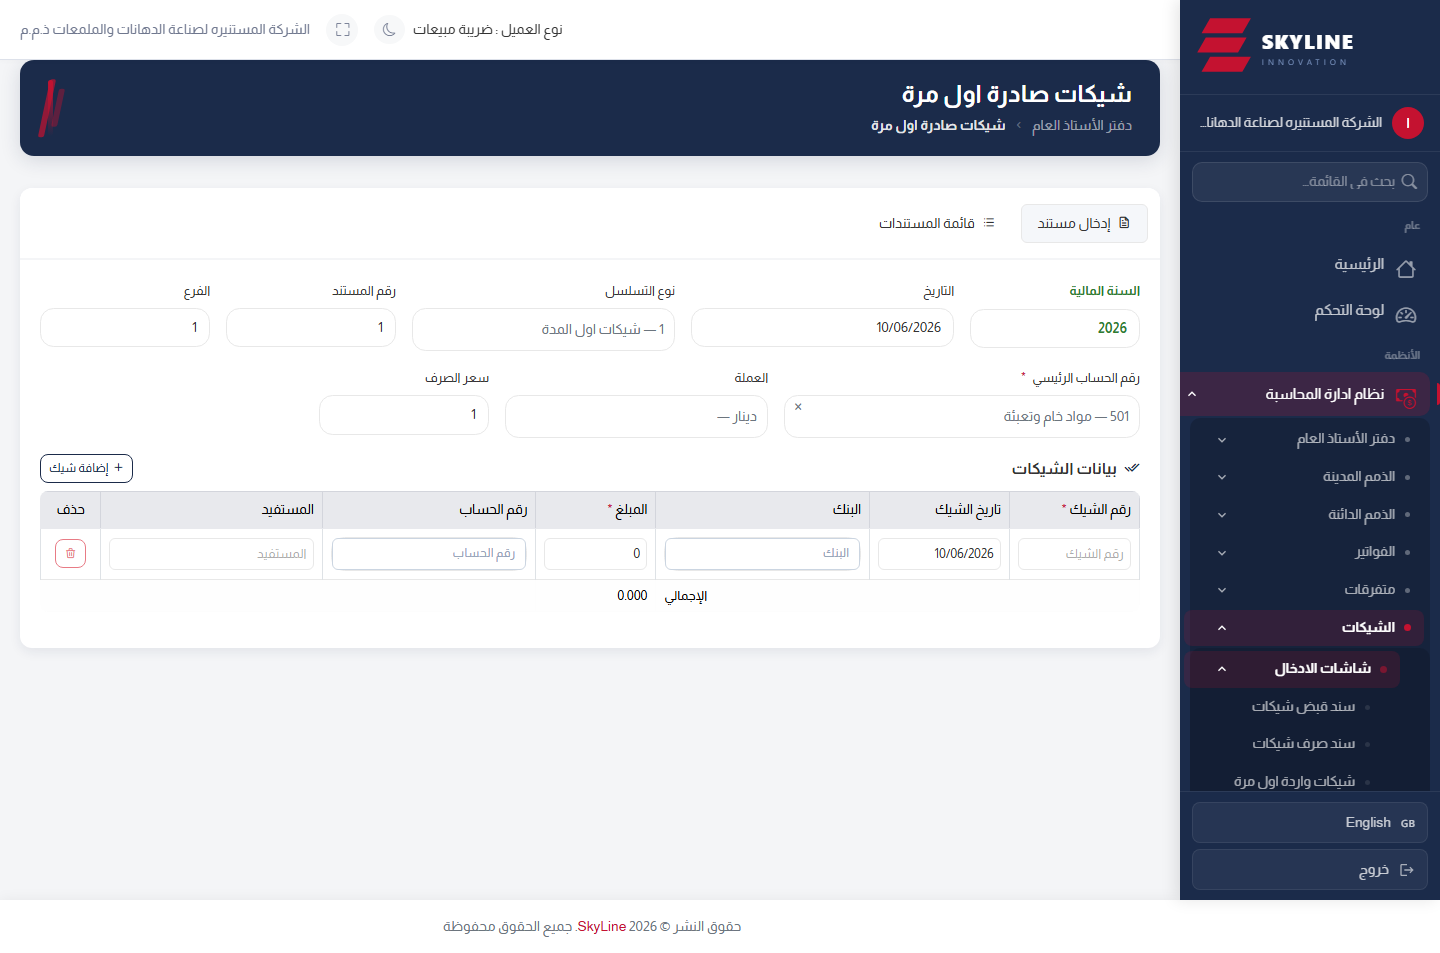 SKYLINE
INNOVATION
ا
الشركة المستنيره لصناعة الدهانا...
بحث في القائمة...
عام
الرئيسية
لوحة التحكم
الأنظمة
نظام ادارة المحاسبة
دفتر الأستاذ العام
الذمم المدينة
الذمم الدائنة
الفواتير
متفرقات
الشيكات
شاشات الادخال
سند قبض شيكات
سند صرف شيكات
شيكات واردة اول مرة
GB English
خروج
نوع العميل : ضريبة مبيعات
الشركة المستنيره لصناعة الدهانات والملمعات ذ.م.م
شيكات صادرة اول مرة
دفتر الأستاذ العام › شيكات صادرة اول مرة
إدخال مستند
قائمة المستندات
السنة المالية التاريخ نوع التسلسل رقم المستند الفرع
2026 10/06/2026 1 — شيكات اول المدة 1 1
رقم الحساب الرئيسي * العملة سعر الصرف
501 — مواد خام وتعبئة × دينار — 1
بيانات الشيكات
+ إضافة شيك
رقم الشيك * تاريخ الشيك البنك المبلغ * رقم الحساب المستفيد حذف
رقم الشيك 10/06/2026 البنك 0 رقم الحساب المستفيد
الإجمالي 0.000
حقوق النشر © 2026 SkyLine. جميع الحقوق محفوظة